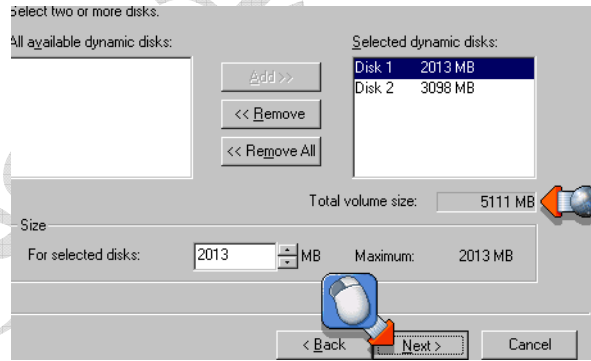 Select two or more disks.
All available dynamic disks:
Selected dynamic disks:
Add >>
<< Remove
<< Remove All
Disk 1 2013 MB
Disk 2 3098 MB
Total volume size: 5111 MB
Size
For selected disks: 2013 MB Maximum: 2013 MB
< Back Next > Cancel